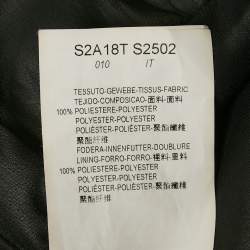 S2A18T S2502
010 IT
TESSUTO-GEWEBE-TISSUS-FABRIC
TEJIDO-COMPOSICAO-面料-面料
100% POLIESTERE-POLYESTER
POLYESTER-POLYESTER
POLIÉSTER-POLIÉSTER-聚酯纖維
聚酯纤维
FODERA-INNENFUTTER-DOUBLURE
LINING-FORRO-FORRO-裡料-里料
100% POLIESTERE-POLYESTER
POLYESTER-POLYESTER
POLIÉSTER-POLIÉSTER-聚酯纖維
聚酯纤维